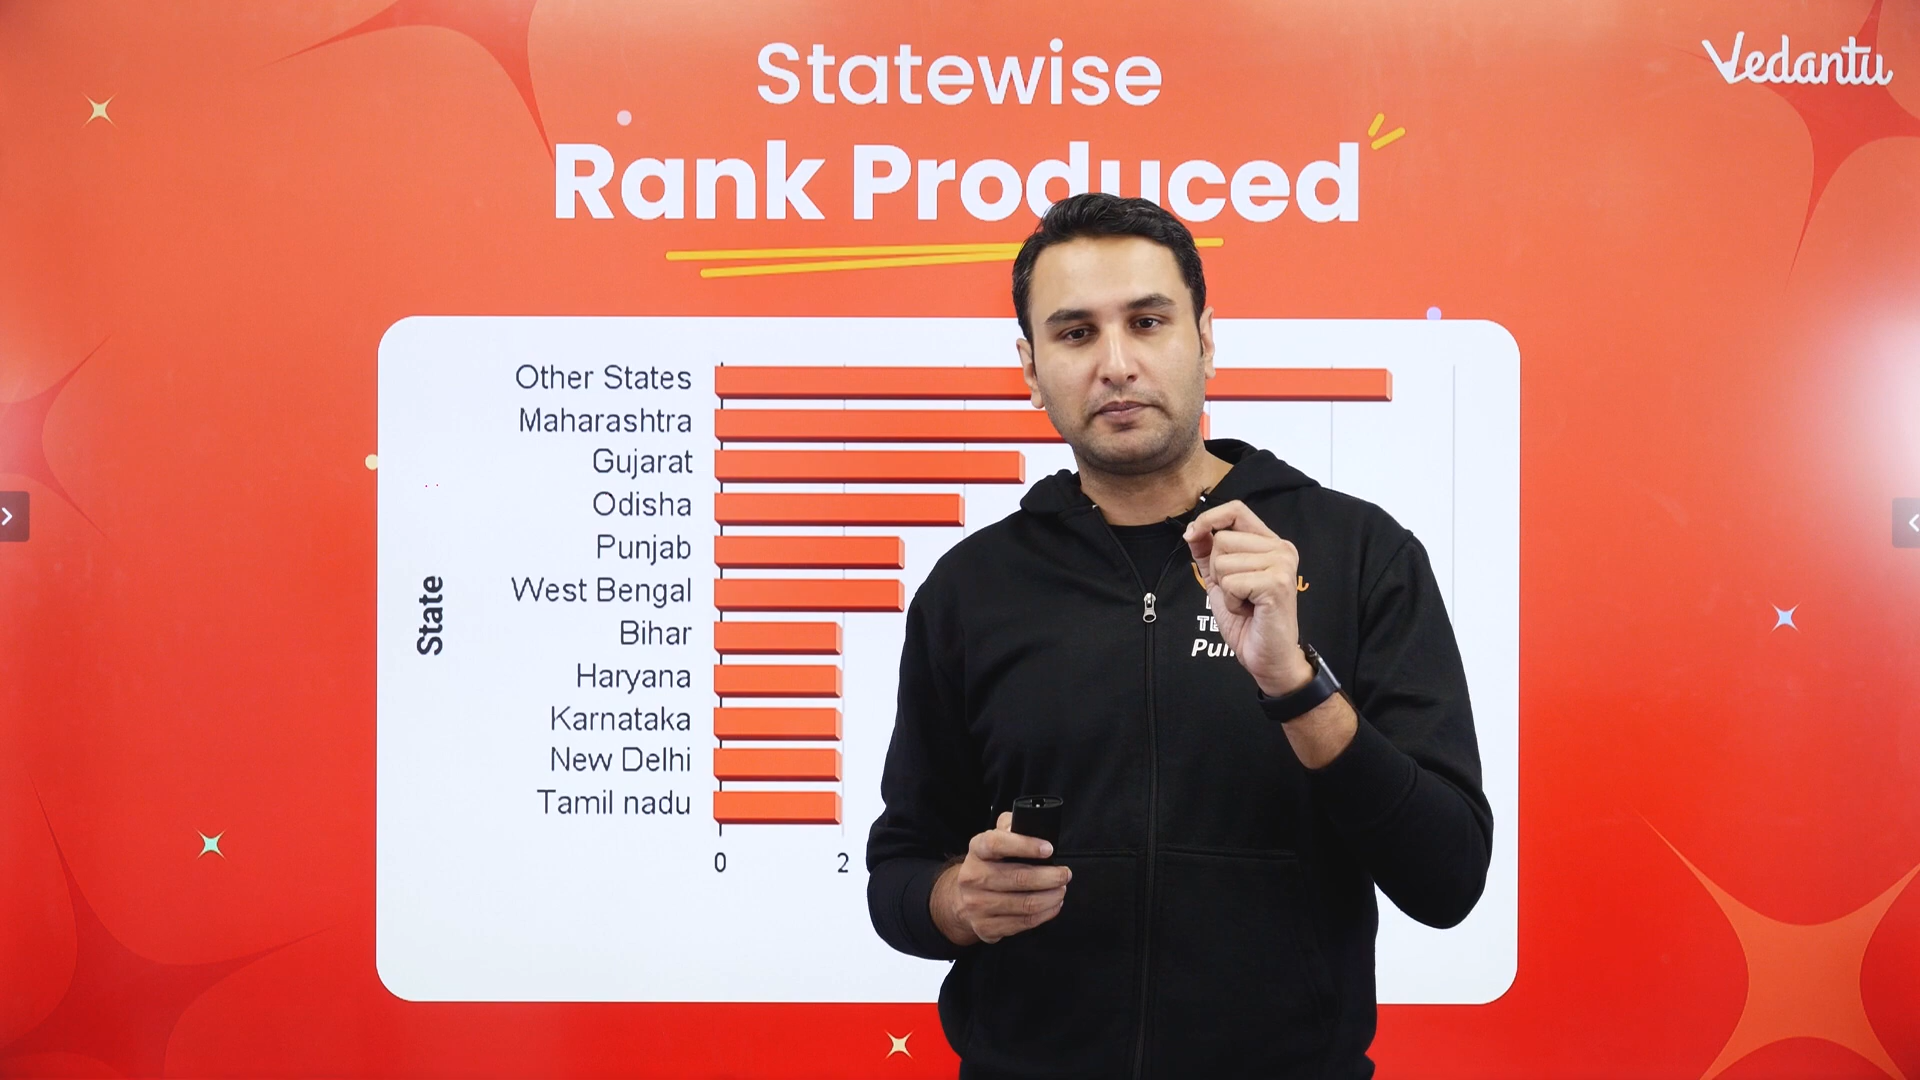 Statewise
Vedantu
Rank Produced
Other States
Maharashtra
Gujarat
Odisha
Punjab
West Bengal
Bihar
Haryana
Karnataka
New Delhi
Tamil nadu
State
0 2